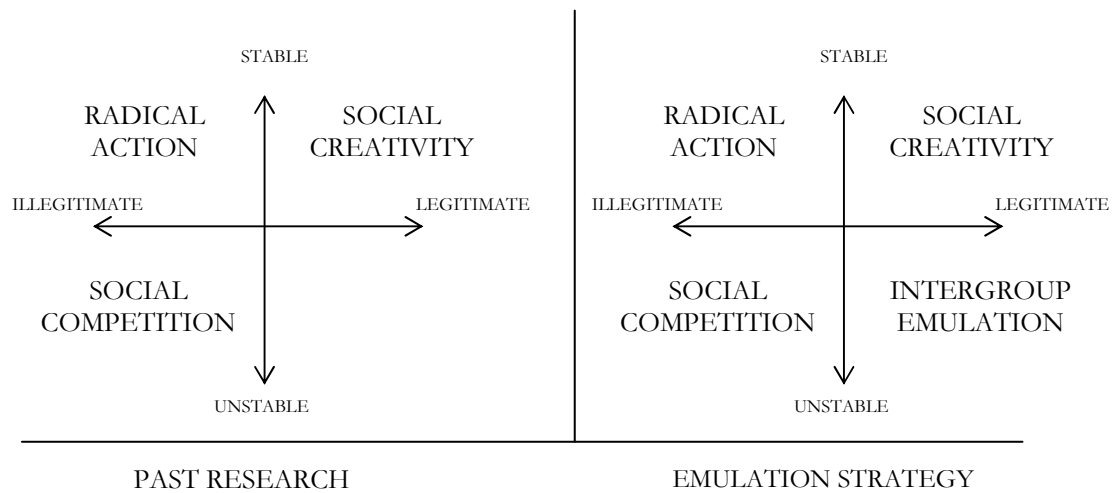 STABLE
RADICAL
ACTION
SOCIAL
CREATIVITY
ILLEGITIMATE
LEGITIMATE
SOCIAL
COMPETITION
UNSTABLE
PAST RESEARCH
STABLE
RADICAL
ACTION
SOCIAL
CREATIVITY
ILLEGITIMATE
LEGITIMATE
SOCIAL
COMPETITION
INTERGROUP
EMULATION
UNSTABLE
EMULATION STRATEGY